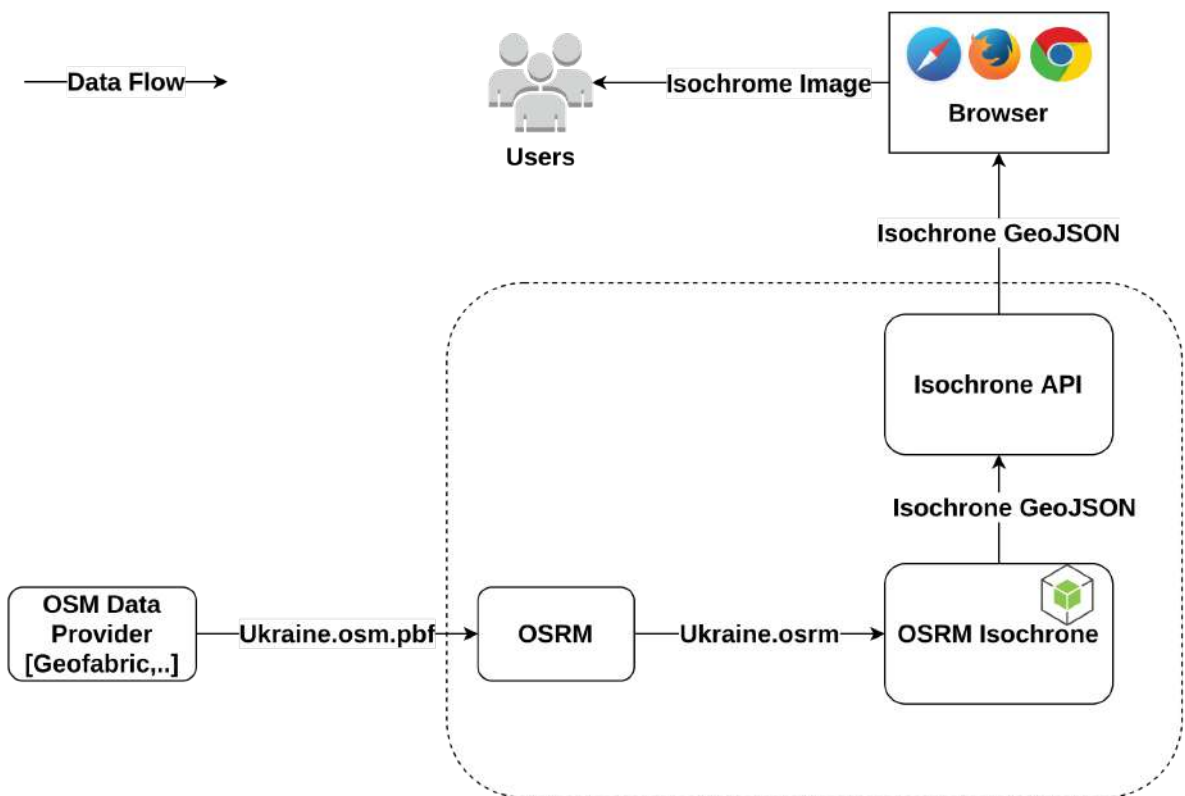 Data Flow
Isochrome Image
Browser
Users
Isochrone GeoJSON
Isochrone API
Isochrone GeoJSON
OSM Data
Provider
[Geofabric,..]
Ukraine.osm.pbf
OSRM
Ukraine.osrm
OSRM Isochrone